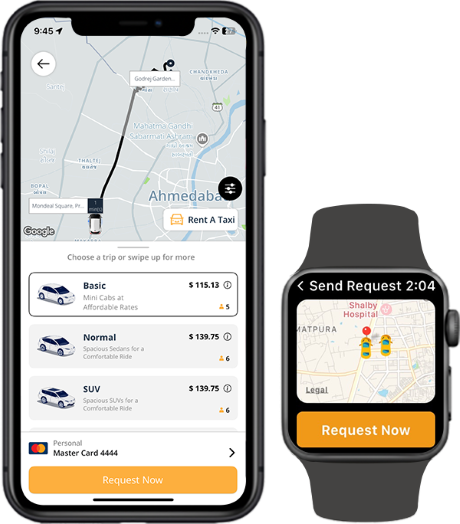 9:45
Godrej Garden...
CHANDKHEDA
41
Mahatma Gandhi
Sabarmati Ashram
THALTEJ
BOPAL
Mondeal Square, Pr...
1
mins
Ahmedaba
Rent A Taxi
Google
Choose a trip or swipe up for more
Basic
$ 115.13
Mini Cabs at
Affordable Rates
5
Normal
$ 139.75
Spacious Sedans for a
Comfortable Ride
6
SUV
$ 139.75
Spacious SUVs for a
Comfortable Ride
6
Personal
Master Card 4444
Request Now
Send Request 2:04
Shalby
Hospital
MATPURA
Legal
Request Now